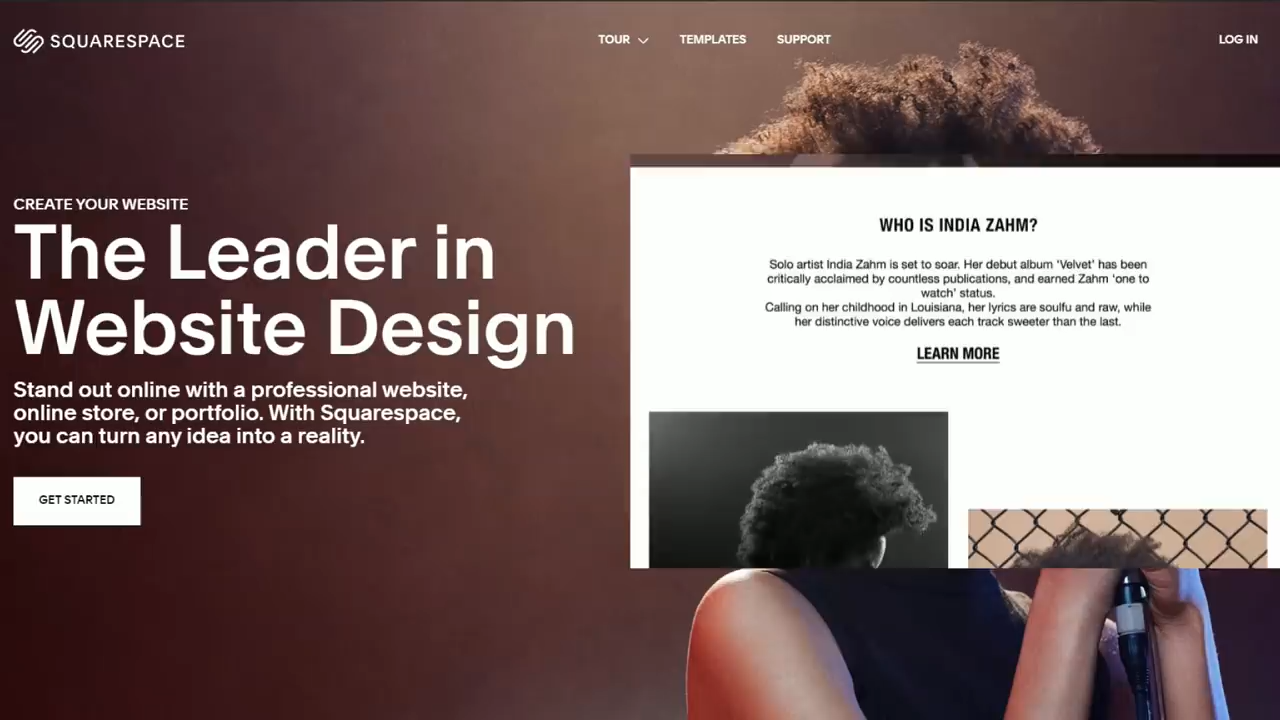 SQUARESPACE
TOUR
TEMPLATES
SUPPORT
LOG IN
CREATE YOUR WEBSITE
The Leader in
Website Design
Stand out online with a professional website,
online store, or portfolio. With Squarespace,
you can turn any idea into a reality.
GET STARTED
WHO IS INDIA ZAHM?
Solo artist India Zahm is set to soar. Her debut album ‘Velvet’ has been
critically acclaimed by countless publications, and earned Zahm ‘one to
watch’ status.
Calling on her childhood in Louisiana, her lyrics are soulfu and raw, while
her distinctive voice delivers each track sweeter than the last.
LEARN MORE